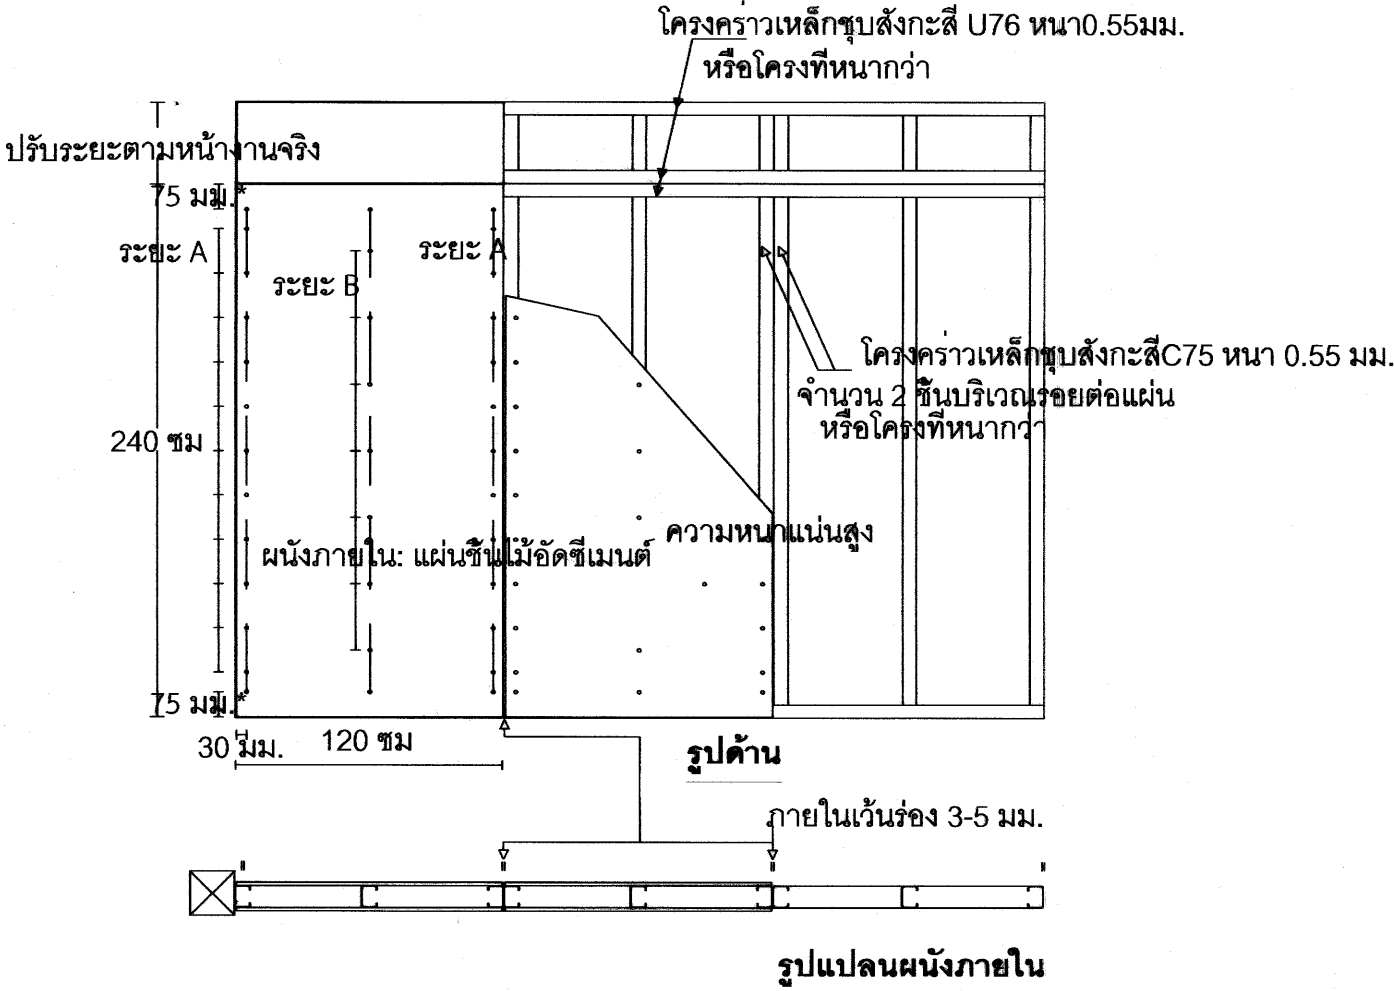 โครงคร่าวเหล็กชุบสังกะสี U76 หนา0.55มม.
หรือโครงที่หนากว่า
ปรับระยะตามหน้างานจริง
75 มม.*
ระยะ A
ระยะ A
ระยะ B
โครงคร่าวเหล็กชุบสังกะสีC75 หนา 0.55 มม.
จำนวน 2 ชิ้นบริเวณรอยต่อแผ่น
หรือโครงที่หนากว่า
240 ซม
ความหนาแน่นสูง
ผนังภายใน: แผ่นชิ้นไม้อัดซีเมนต์
75 มม.*
30 มม.
120 ซม
รูปด้าน
ภายในเว้นร่อง 3-5 มม.
รูปแปลนผนังภายใน